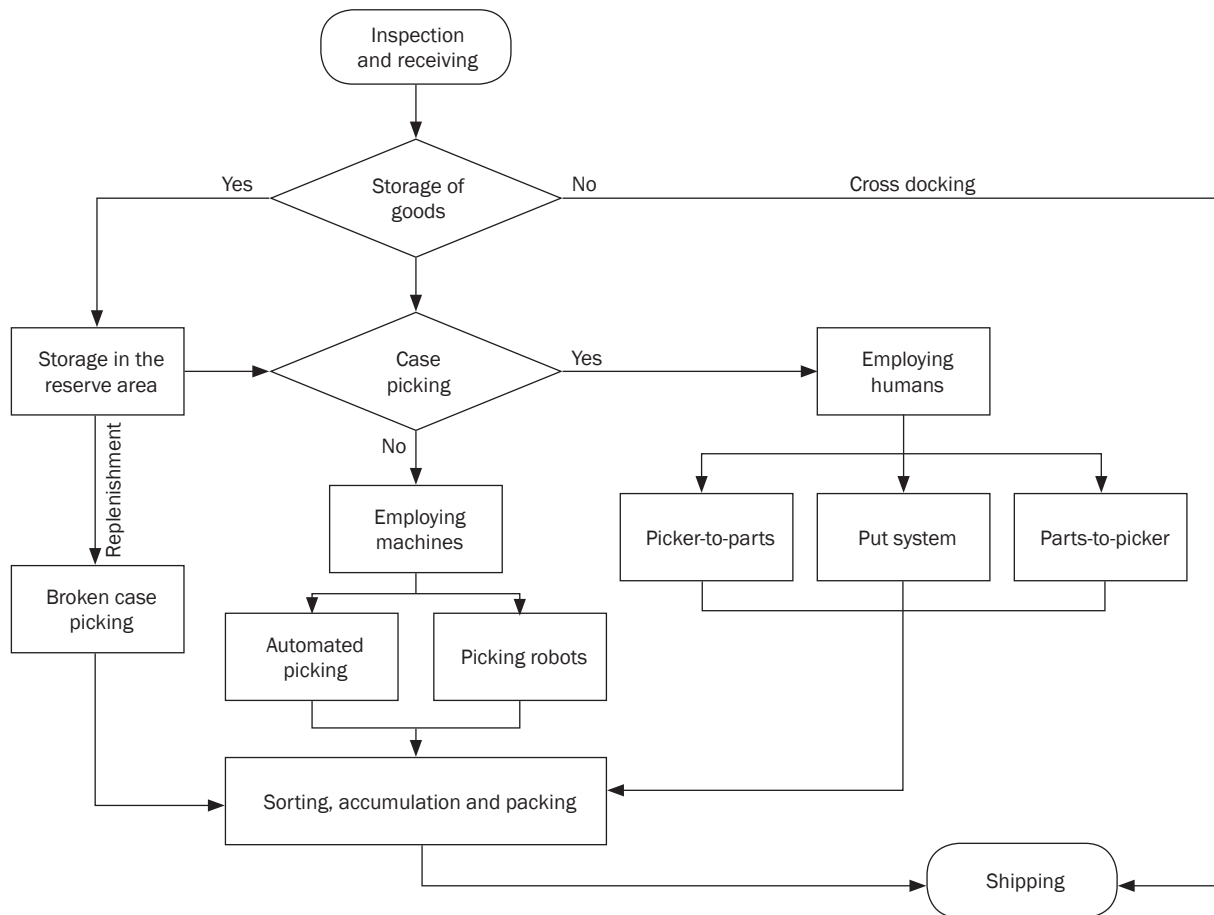 Inspection
and receiving
Yes
Storage of
goods
No
Cross docking
Storage in the
reserve area
Case
picking
Yes
Employing
humans
No
Replenishment
Employing
machines
Picker-to-parts
Put system
Parts-to-picker
Broken case
picking
Automated
picking
Picking robots
Sorting, accumulation and packing
Shipping